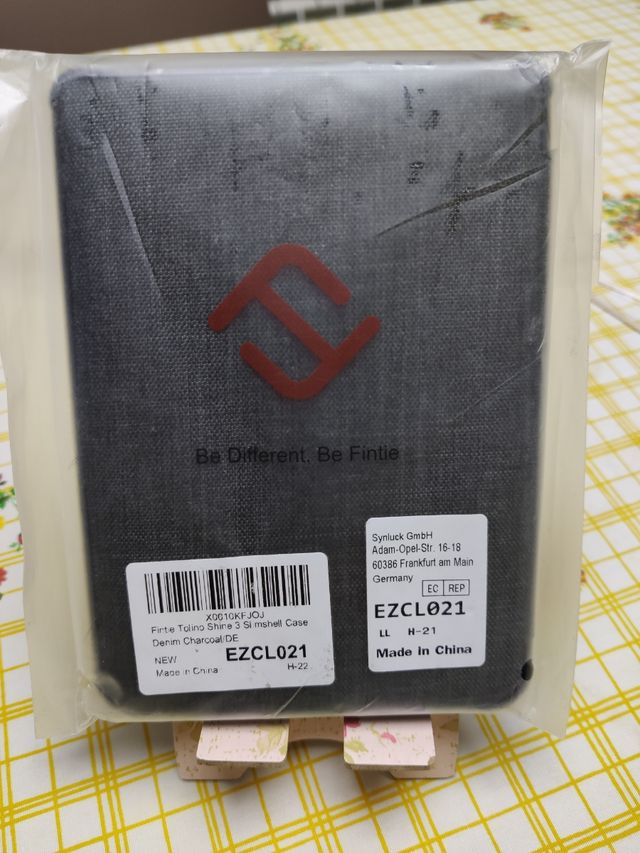 Be Different, Be Fintie
X0010KFJOJ
Fintie Tolino Shine 3 Slimshell Case
Denim Charcoal/DE
NEW
EZCL021
Made in China
H-22
Synluck GmbH
Adam-Opel-Str. 16-18
60386 Frankfurt am Main
Germany
EC REP
EZCL021
LL H-21
Made in China